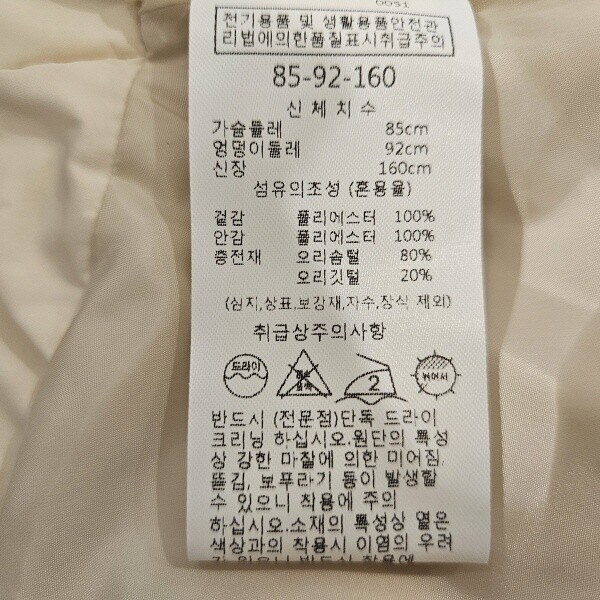 0051
전기용품 및 생활용품안전관
리법에의한품질표시취급주의
85-92-160
신체치수
가슴둘레 85cm
엉덩이둘레 92cm
신장 160cm
섬유의조성 (혼용율)
겉감 폴리에스터 100%
안감 폴리에스터 100%
충전재 오리솜털 80%
오리깃털 20%
(심지,상표,보강재,자수,장식 제외)
취급상주의사항
드라이 2 뉘어서
반드시 (전문점)단독 드라이
크리닝 하십시오.원단의 특성
상 강한 마찰에 의한 미어짐,
뜯김, 보푸라기 등이 발생할
수 있으니 착용에 주의
하십시오.소재의 특성상 옅은
색상과의 착용시 이염의 우려